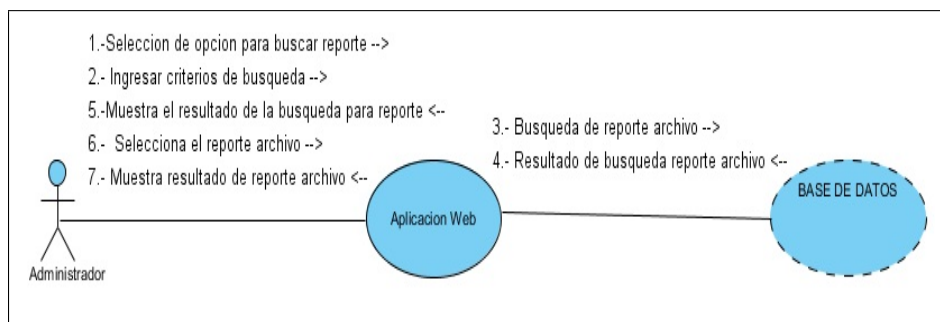 1.-Seleccion de opcion para buscar reporte -->
2.- Ingresar criterios de busqueda -->
5.-Muestra el resultado de la busqueda para reporte <--
6.- Selecciona el reporte archivo -->
7.- Muestra resultado de reporte archivo <--
3.- Busqueda de reporte archivo -->
4.- Resultado de busqueda reporte archivo <--
Administrador
Aplicacion Web
BASE DE DATOS